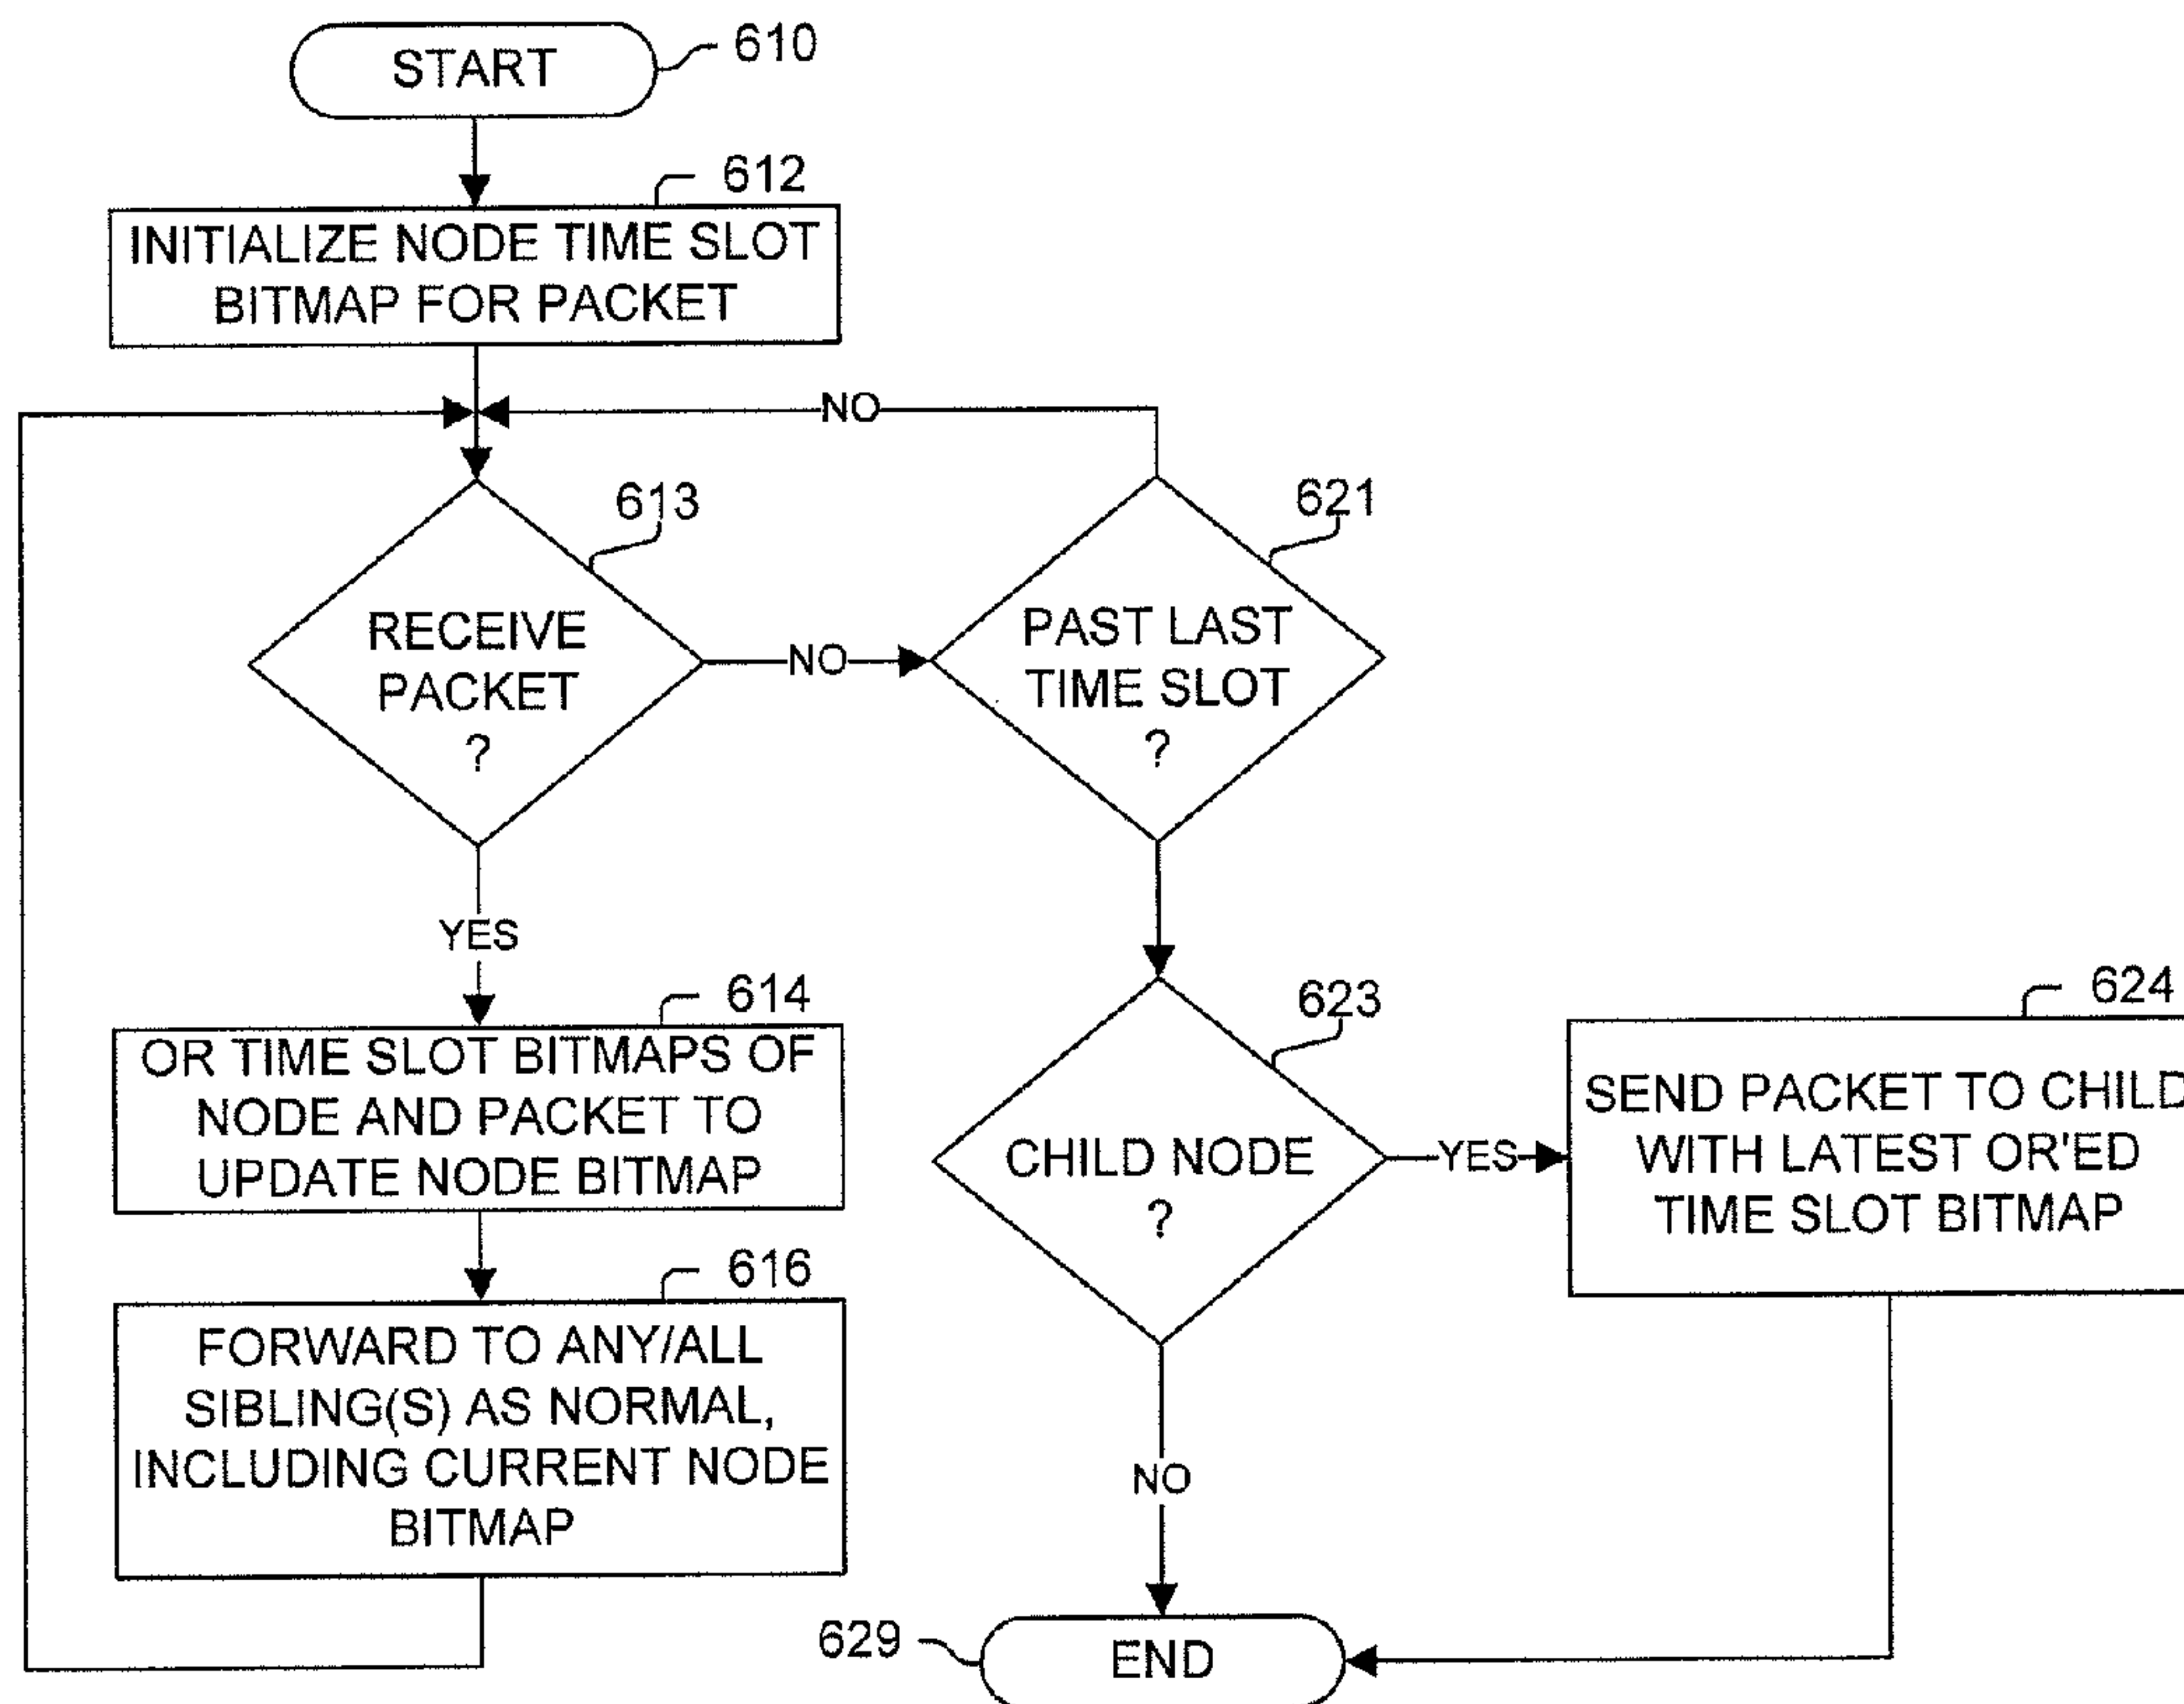 START
610
612
INITIALIZE NODE TIME SLOT
BITMAP FOR PACKET
NO
613
RECEIVE
PACKET
?
NO
621
PAST LAST
TIME SLOT
?
YES
614
OR TIME SLOT BITMAPS OF
NODE AND PACKET TO
UPDATE NODE BITMAP
616
FORWARD TO ANY/ALL
SIBLING(S) AS NORMAL,
INCLUDING CURRENT NODE
BITMAP
623
CHILD NODE
?
YES
624
SEND PACKET TO CHILD
WITH LATEST OR'ED
TIME SLOT BITMAP
NO
629
END